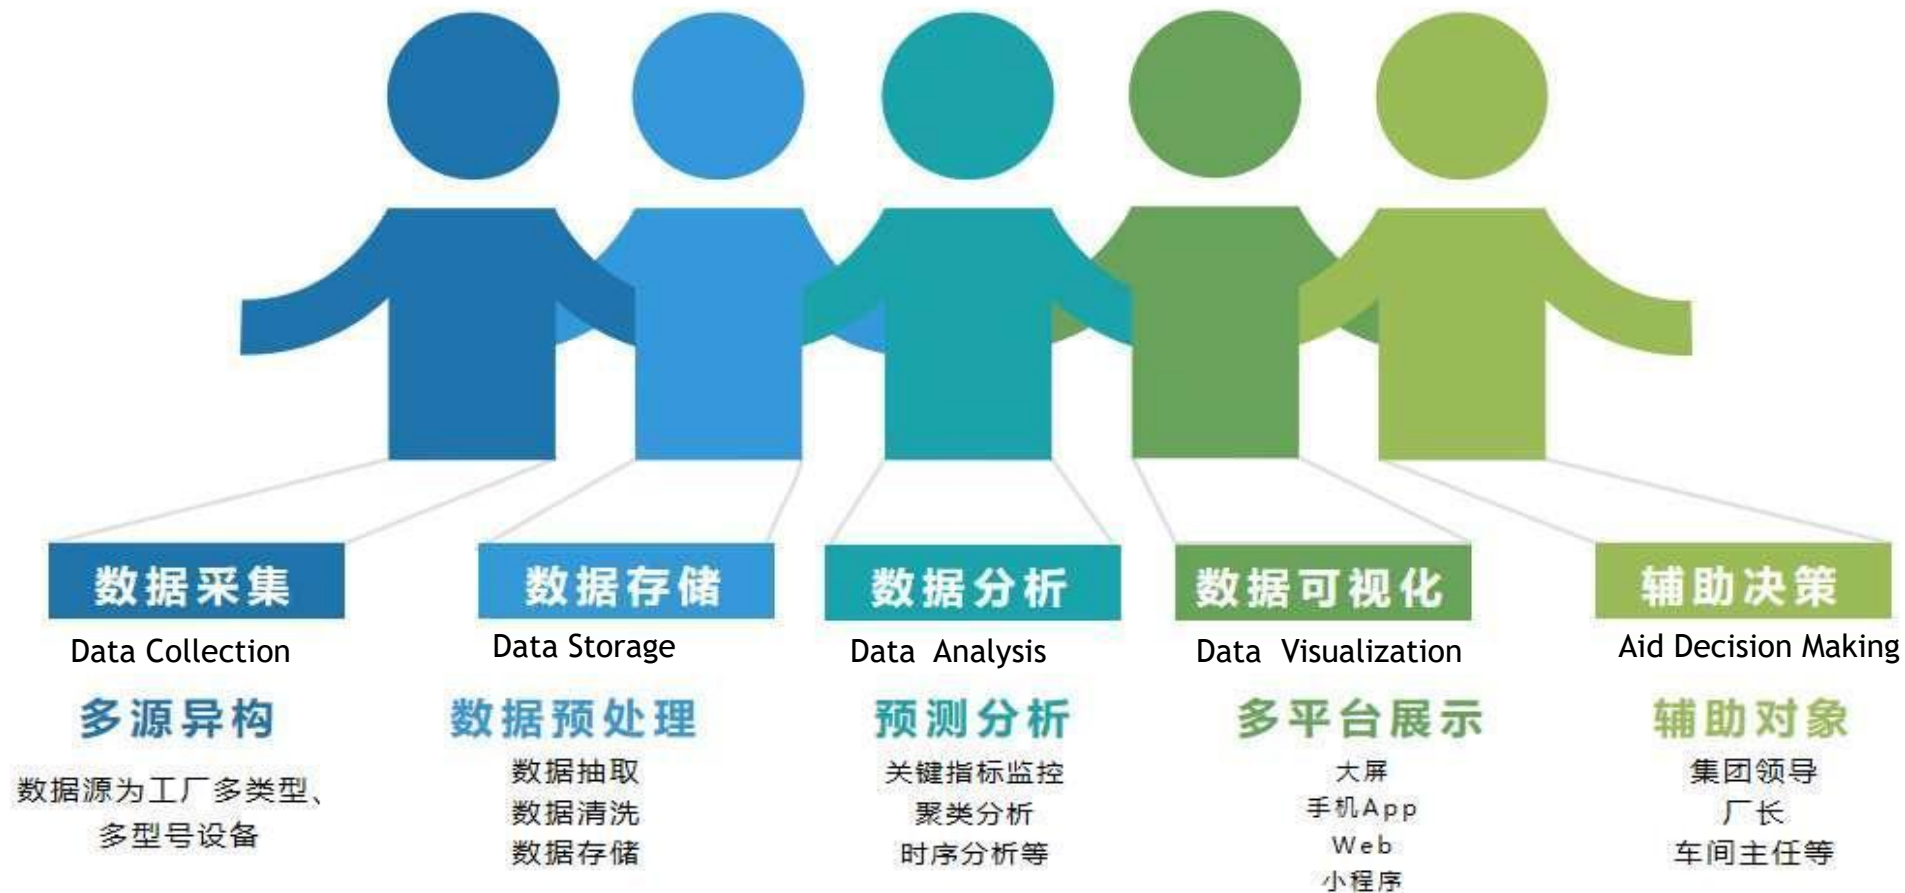 数据采集
Data Collection
多源异构
数据源为工厂多类型、
多型号设备
数据存储
Data Storage
数据预处理
数据抽取
数据清洗
数据存储
数据分析
Data Analysis
预测分析
关键指标监控
聚类分析
时序分析等
数据可视化
Data Visualization
多平台展示
大屏
手机App
Web
小程序
辅助决策
Aid Decision Making
辅助对象
集团领导
厂长
车间主任等